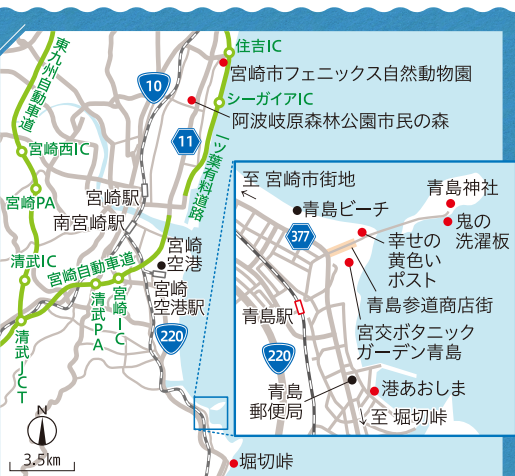 住吉IC
宮崎市フェニックス自然動物園
シーガイアIC
阿波岐原森林公園市民の森
東九州自動車道
10
11
一ツ葉有料道路
宮崎西IC
宮崎PA
宮崎駅
南宮崎駅
清武IC
宮崎自動車道
宮崎
空港
宮崎
空港駅
宮崎IC
清武PA
清武JCT
220
N
3.5km
堀切峠
至 宮崎市街地
青島ビーチ
377
青島神社
鬼の
洗濯板
幸せの
黄色い
ポスト
青島参道商店街
宮交ボタニック
ガーデン青島
青島駅
220
青島
郵便局
港あおしま
至 堀切峠